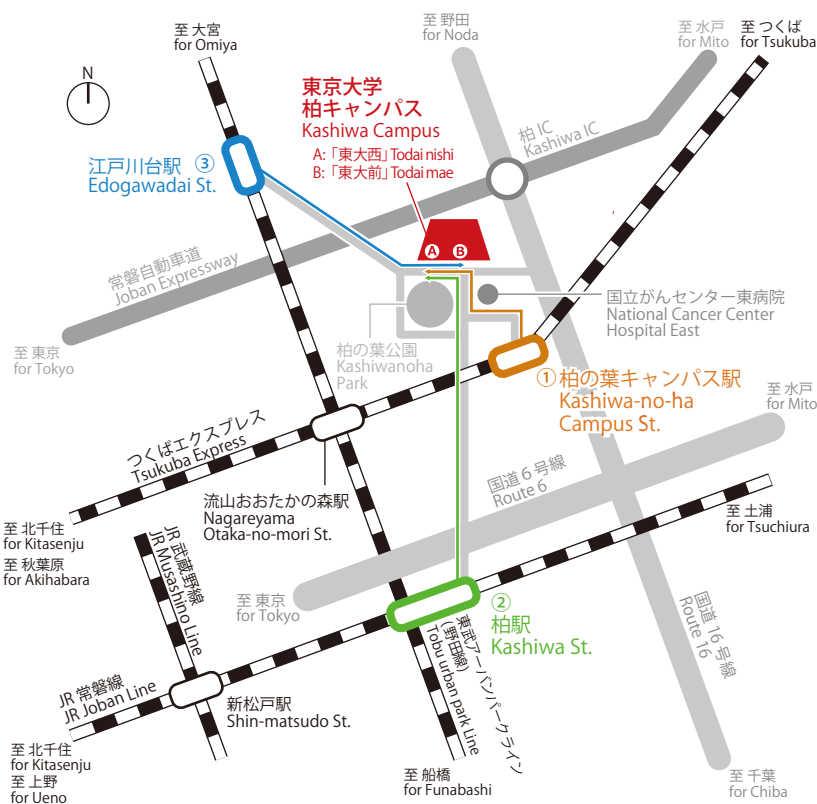 至 大宮
for Omiya
至 野田
for Noda
至 水戸
for Mito
至 つくば
for Tsukuba
N
東京大学
柏キャンパス
Kashiwa Campus
A:「東大西」Todai nishi
B:「東大前」Todai mae
柏 IC
Kashiwa IC
江戸川台駅 ③
Edogawadai St.
A
B
常磐自動車道
Joban Expressway
国立がんセンター東病院
National Cancer Center
Hospital East
至 東京
for Tokyo
柏の葉公園
Kashiwanoha
Park
① 柏の葉キャンパス駅
Kashiwa-no-ha
Campus St.
至 水戸
for Mito
つくばエクスプレス
Tsukuba Express
国道 6 号線
Route 6
流山おおたかの森駅
Nagareyama
Otaka-no-mori St.
至 土浦
for Tsuchiura
至 北千住
for Kitasenju
至 秋葉原
for Akihabara
JR 武蔵野線
JR Musashino Line
至 東京
for Tokyo
②
柏駅
Kashiwa St.
国道 16 号線
Route 16
東武アーバンパークライン
(野田線)
Tobu urban park Line
JR 常磐線
JR Joban Line
新松戸駅
Shin-matsudo St.
至 北千住
for Kitasenju
至 上野
for Ueno
至 船橋
for Funabashi
至 千葉
for Chiba